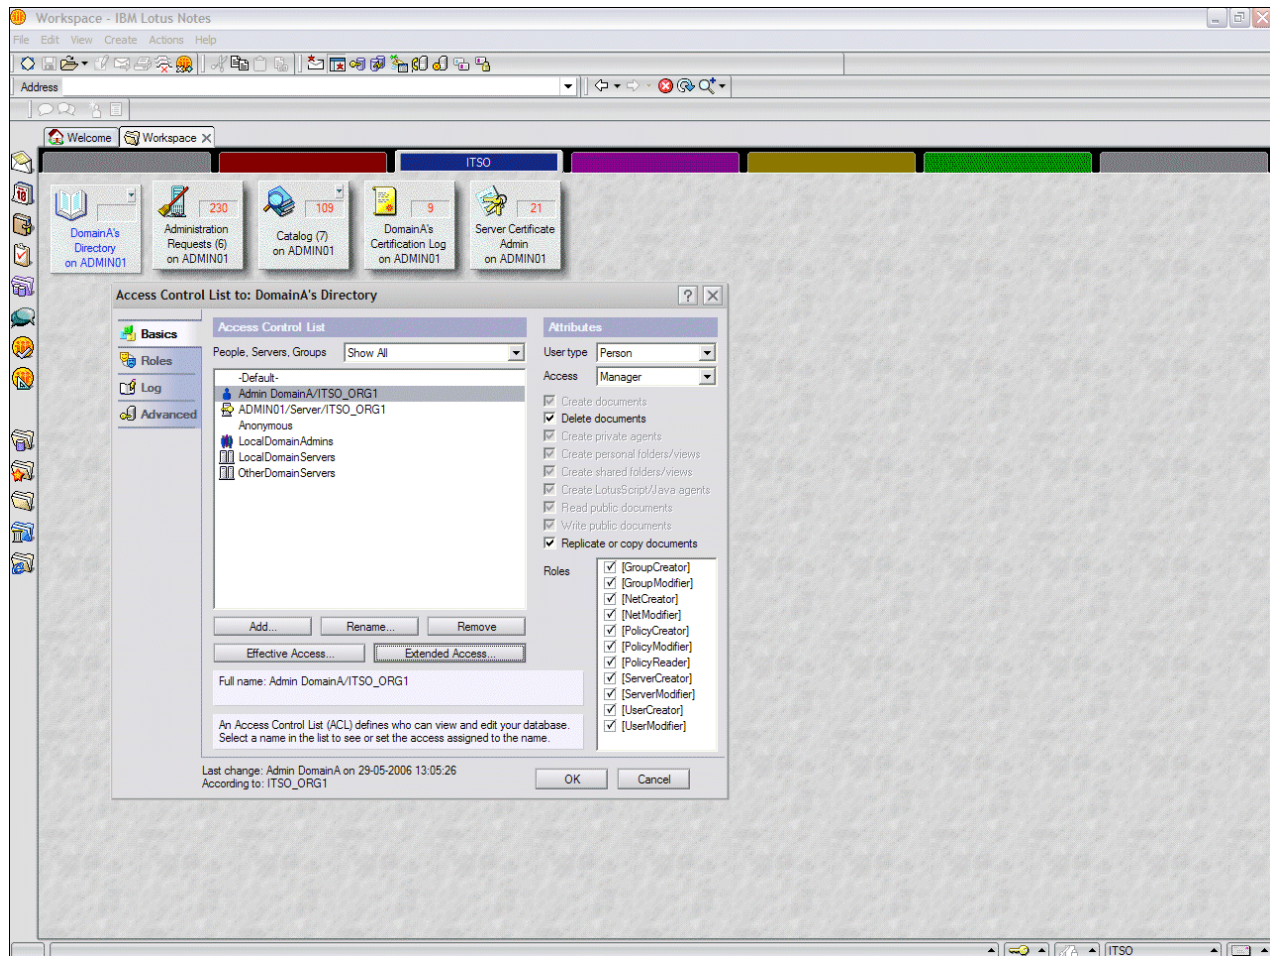 Workspace - IBM Lotus Notes
File Edit View Create Actions Help
Address
Welcome
Workspace
ITSO
DomainA's
Directory
on ADMIN01
230
Administration
Requests (6)
on ADMIN01
109
Catalog (7)
on ADMIN01
9
DomainA's
Certification Log
on ADMIN01
21
Server Certificate
Admin
on ADMIN01
Access Control List to: DomainA's Directory
Basics
Roles
Log
Advanced
Access Control List
People, Servers, Groups Show All
-Default-
Admin DomainA/ITSO_ORG1
ADMIN01/Server/ITSO_ORG1
Anonymous
LocalDomainAdmins
LocalDomainServers
OtherDomainServers
Add... Rename... Remove
Effective Access... Extended Access...
Full name: Admin DomainA/ITSO_ORG1
An Access Control List (ACL) defines who can view and edit your database.
Select a name in the list to see or set the access assigned to the name.
Attributes
User type Person
Access Manager
Create documents
Delete documents
Create private agents
Create personal folders/views
Create shared folders/views
Create LotusScript/Java agents
Read public documents
Write public documents
Replicate or copy documents
Roles
[GroupCreator]
[GroupModifier]
[NetCreator]
[NetModifier]
[PolicyCreator]
[PolicyModifier]
[PolicyReader]
[ServerCreator]
[ServerModifier]
[UserCreator]
[UserModifier]
Last change: Admin DomainA on 29-05-2006 13:05:26
According to: ITSO_ORG1
OK Cancel
ITSO